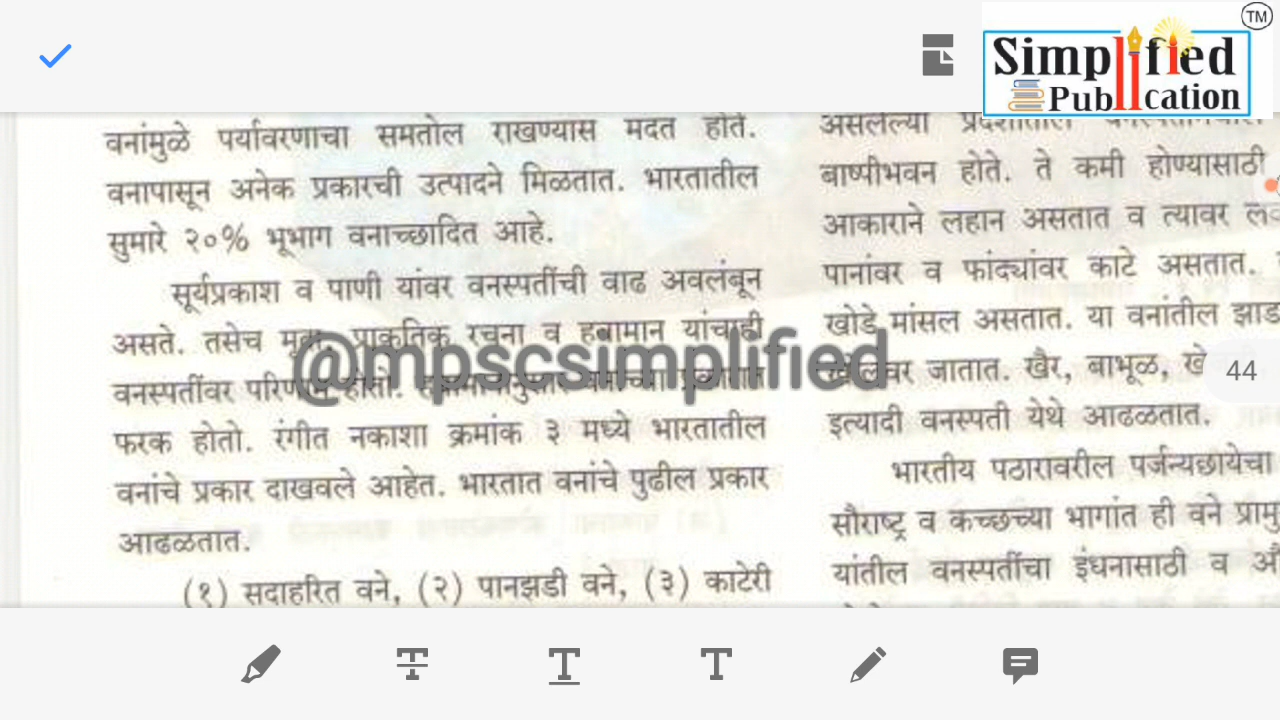 TM
Simplified
Publication
वनांमुळे पर्यावरणाचा समतोल राखण्यास मदत होते.
वनापासून अनेक प्रकारची उत्पादने मिळतात. भारतातील
सुमारे २०% भूभाग वनाच्छादित आहे.
सूर्यप्रकाश व पाणी यांवर वनस्पतींची वाढ अवलंबून
असते. तसेच मृदा, प्राकृतिक रचना व हवामान यांचाही
@mpscsimplified
वनस्पतींवर परिणाम होतो.
फरक होतो. रंगीत नकाशा क्रमांक ३ मध्ये भारतातील
वनांचे प्रकार दाखवले आहेत. भारतात वनांचे पुढील प्रकार
आढळतात.
(१) सदाहरित वने, (२) पानझडी वने, (३) काटेरी
असलेल्या प्रदेशातील
बाष्पीभवन होते. ते कमी होण्यासाठी
आकाराने लहान असतात व त्यावर
पानांवर व फांद्यांवर काटे असतात.
खोडे मांसल असतात. या वनांतील झाड
जातात. खैर, बाभूळ,
44
इत्यादी वनस्पती येथे आढळतात.
भारतीय पठारावरील पर्जन्यछायेचा
सौराष्ट्र व कच्छच्या भागांत ही वने
यांतील वनस्पतींचा इंधनासाठी व